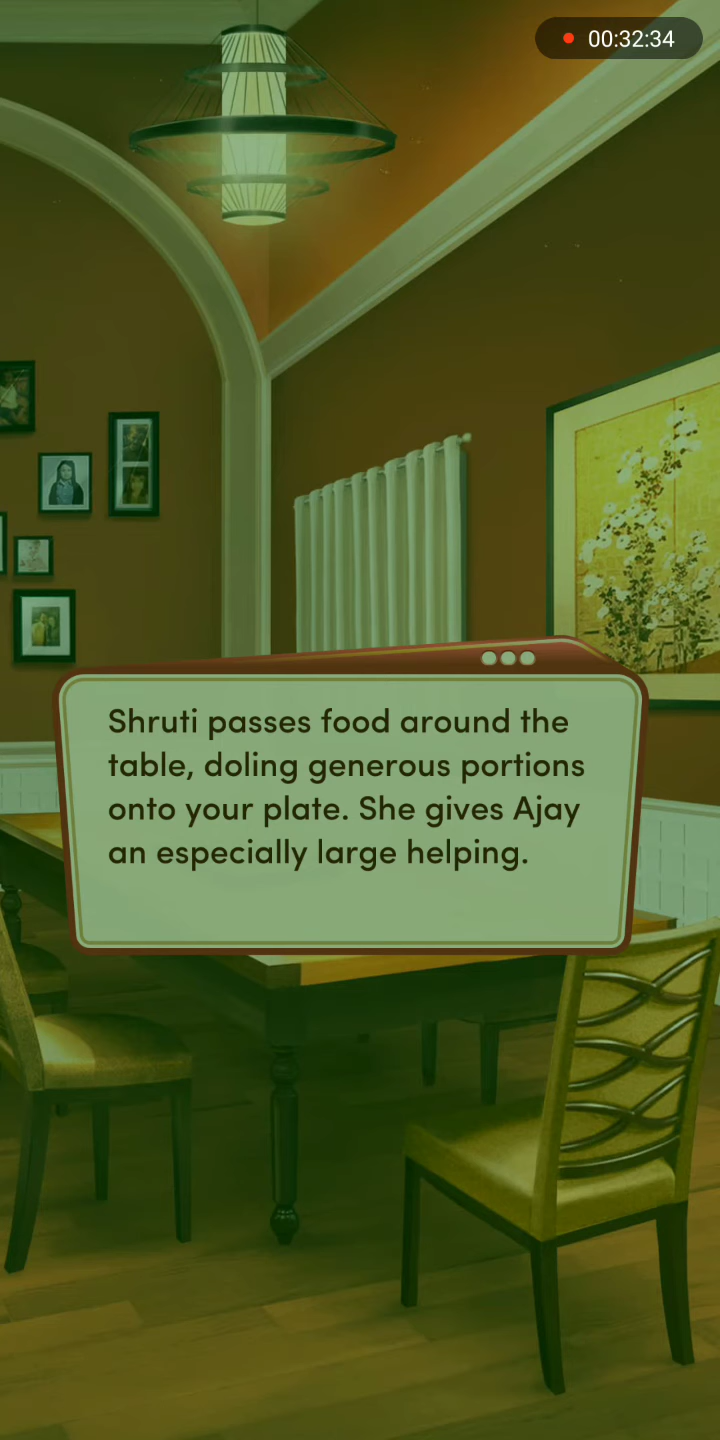 00:32:34
Shruti passes food around the
table, doling generous portions
onto your plate. She gives Ajay
an especially large helping.